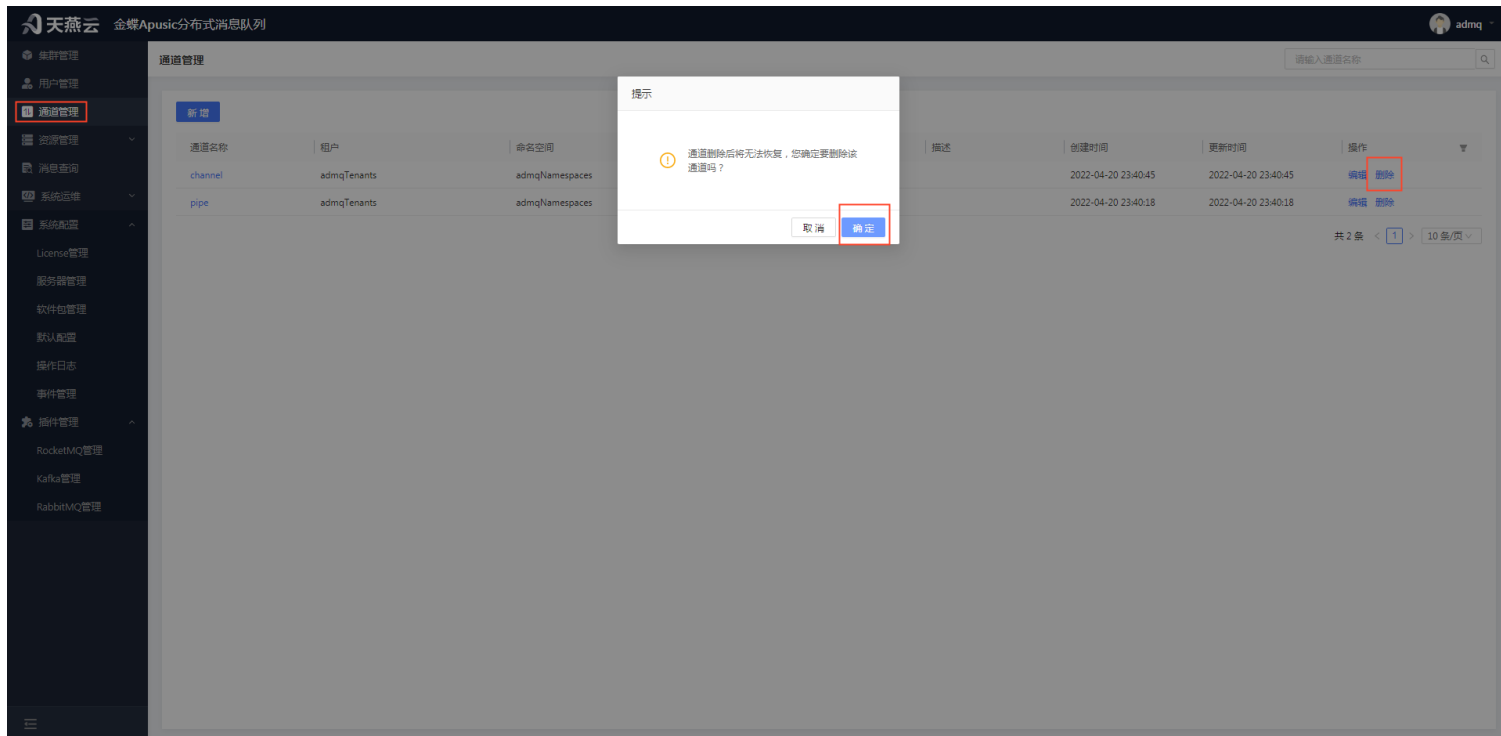 天燕云 金蝶Apusic分布式消息队列
admq
集群管理
用户管理
通道管理
资源管理
消息查询
系统运维
系统配置
License管理
服务器管理
软件包管理
默认配置
操作日志
事件管理
插件管理
RocketMQ管理
Kafka管理
RabbitMQ管理
通道管理
请输入通道名称
新增
通道名称 租户 命名空间 描述 创建时间 更新时间 操作
channel admqTenants admqNamespaces 2022-04-20 23:40:45 2022-04-20 23:40:45 编辑 删除
pipe admqTenants admqNamespaces 2022-04-20 23:40:18 2022-04-20 23:40:18 编辑 删除
共 2 条 < 1 > 10 条/页
提示
通道删除后将无法恢复，您确定要删除该
通道吗？
取消 确定